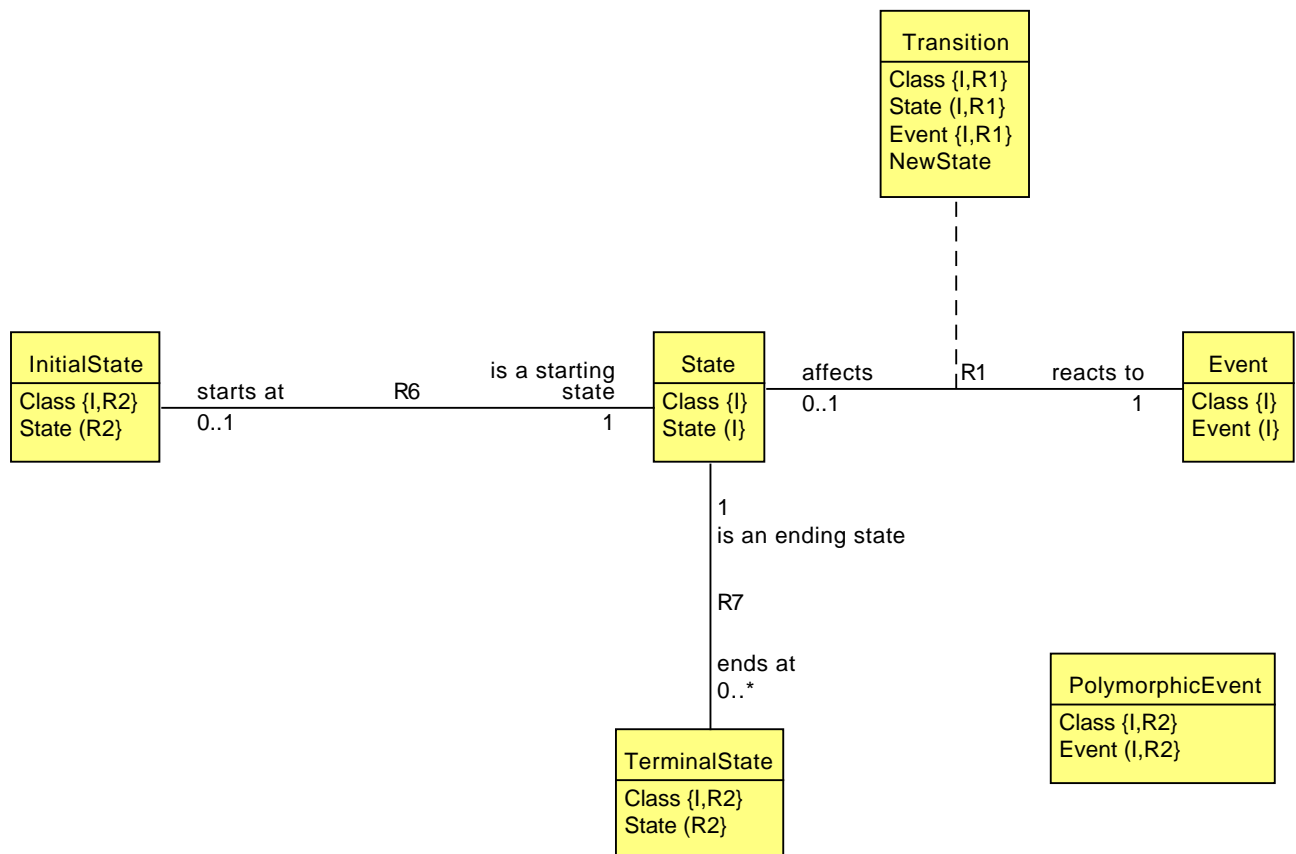 Transition
Class {I,R1}
State (I,R1}
Event {I,R1}
NewState
InitialState
Class {I,R2}
State (R2}
starts at
0..1
R6
is a starting
state
1
State
Class {I}
State (I}
affects
0..1
R1
reacts to
1
Event
Class {I}
Event (I}
1
is an ending state
R7
ends at
0..*
TerminalState
Class {I,R2}
State (R2}
PolymorphicEvent
Class {I,R2}
Event (I,R2}